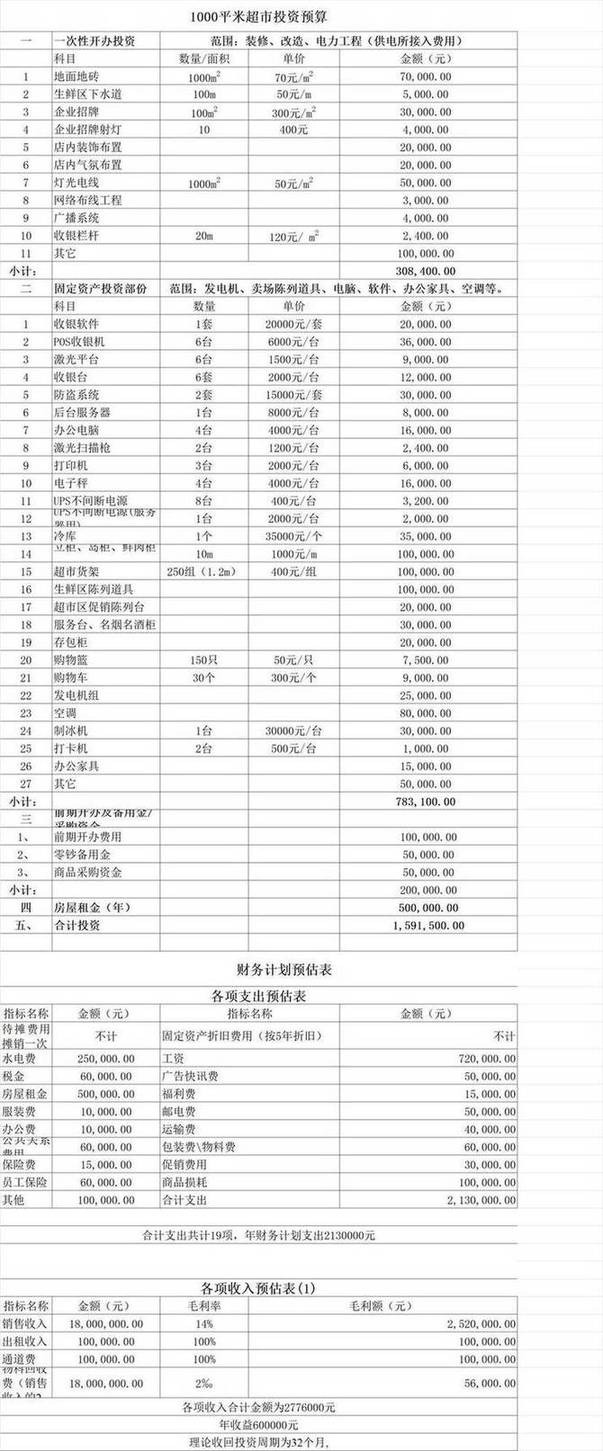 1000平米超市投资预算
一 一次性开办投资 范围：装修、改造、电力工程（供电所接入费用）
科目 数量/面积 单价 金额（元）
1 地面地砖 1000m² 70元/m² 70,000.00
2 生鲜区下水道 100m 50元/m 5,000.00
3 企业招牌 100m² 300元/m² 30,000.00
4 企业招牌射灯 10 400元 4,000.00
5 店内装饰布置 20,000.00
6 店内气氛布置 20,000.00
7 灯光电线 1000m² 50元/m² 50,000.00
8 网络布线工程 3,000.00
9 广播系统 4,000.00
10 收银栏杆 20m 120元/ m² 2,400.00
11 其它 100,000.00
小计： 308,400.00
二 固定资产投资部份 范围：发电机、卖场陈列道具、电脑、软件、办公家具、空调等。
科目 数量 单价 金额（元）
1 收银软件 1套 20000元/套 20,000.00
2 POS收银机 6台 6000元/台 36,000.00
3 激光平台 6台 1500元/台 9,000.00
4 收银台 6套 2000元/台 12,000.00
5 防盗系统 2套 15000元/套 30,000.00
6 后台服务器 1台 8000元/台 8,000.00
7 办公电脑 4台 4000元/台 16,000.00
8 激光扫描枪 2台 1200元/台 2,400.00
9 打印机 3台 2000元/台 6,000.00
10 电子秤 4台 4000元/台 16,000.00
11 UPS不间断电源 8台 400元/台 3,200.00
12 UPS不间断电源(服务器用) 1台 2000元/台 2,000.00
13 冷库 1个 35000元/个 35,000.00
14 立柜、岛柜、鲜肉柜 10m 1000元/m 100,000.00
15 超市货架 250组（1.2m） 400元/组 100,000.00
16 生鲜区陈列道具 100,000.00
17 超市区促销陈列台 20,000.00
18 服务台、名烟名酒柜 30,000.00
19 存包柜 20,000.00
20 购物篮 150只 50元/只 7,500.00
21 购物车 30个 300元/个 9,000.00
22 发电机组 25,000.00
23 空调 80,000.00
24 制冰机 1台 30000元/台 30,000.00
25 打卡机 2台 500元/台 1,000.00
26 办公家具 15,000.00
27 其它 50,000.00
小计： 783,100.00
三 前期开办及备用金/采购资金
1、 前期开办费用 100,000.00
2、 零钞备用金 50,000.00
3、 商品采购资金 50,000.00
小计： 200,000.00
四 房屋租金（年） 500,000.00
五、 合计投资 1,591,500.00
财务计划预估表
各项支出预估表
指标名称 金额（元） 指标名称 金额（元）
待摊费用摊销一次 不计 固定资产折旧费用（按5年折旧） 不计
水电费 250,000.00 工资 720,000.00
税金 60,000.00 广告快讯费 50,000.00
房屋租金 500,000.00 福利费 15,000.00
服装费 10,000.00 邮电费 50,000.00
办公费 10,000.00 运输费 40,000.00
公共关系费用 60,000.00 包装费\物料费 60,000.00
保险费 15,000.00 促销费用 30,000.00
员工保险 60,000.00 商品损耗 100,000.00
其他 100,000.00 合计支出 2,130,000.00
合计支出共计19项，年财务计划支出2130000元
各项收入预估表(1)
指标名称 金额（元） 毛利率 毛利额（元）
销售收入 18,000,000.00 14% 2,520,000.00
出租收入 100,000.00 100% 100,000.00
通道费 100,000.00 100% 100,000.00
物料回收费（销售收入的2 18,000,000.00 2‰ 56,000.00
各项收入合计金额为2776000元
年收益600000元
理论收回投资周期为32个月,